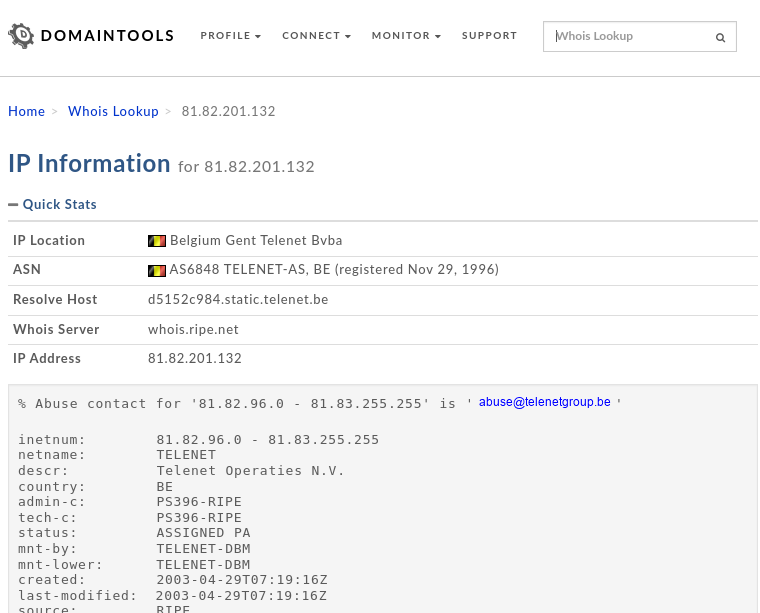 DOMAINTOOLS PROFILE CONNECT MONITOR SUPPORT Whois Lookup
Home > Whois Lookup > 81.82.201.132
IP Information for 81.82.201.132
Quick Stats
IP Location Belgium Gent Telenet Bvba
ASN AS6848 TELENET-AS, BE (registered Nov 29, 1996)
Resolve Host d5152c984.static.telenet.be
Whois Server whois.ripe.net
IP Address 81.82.201.132
% Abuse contact for '81.82.96.0 - 81.83.255.255' is ' abuse@telenetgroup.be '
inetnum: 81.82.96.0 - 81.83.255.255
netname: TELENET
descr: Telenet Operaties N.V.
country: BE
admin-c: PS396-RIPE
tech-c: PS396-RIPE
status: ASSIGNED PA
mnt-by: TELENET-DBM
mnt-lower: TELENET-DBM
created: 2003-04-29T07:19:16Z
last-modified: 2003-04-29T07:19:16Z
source: RIPE